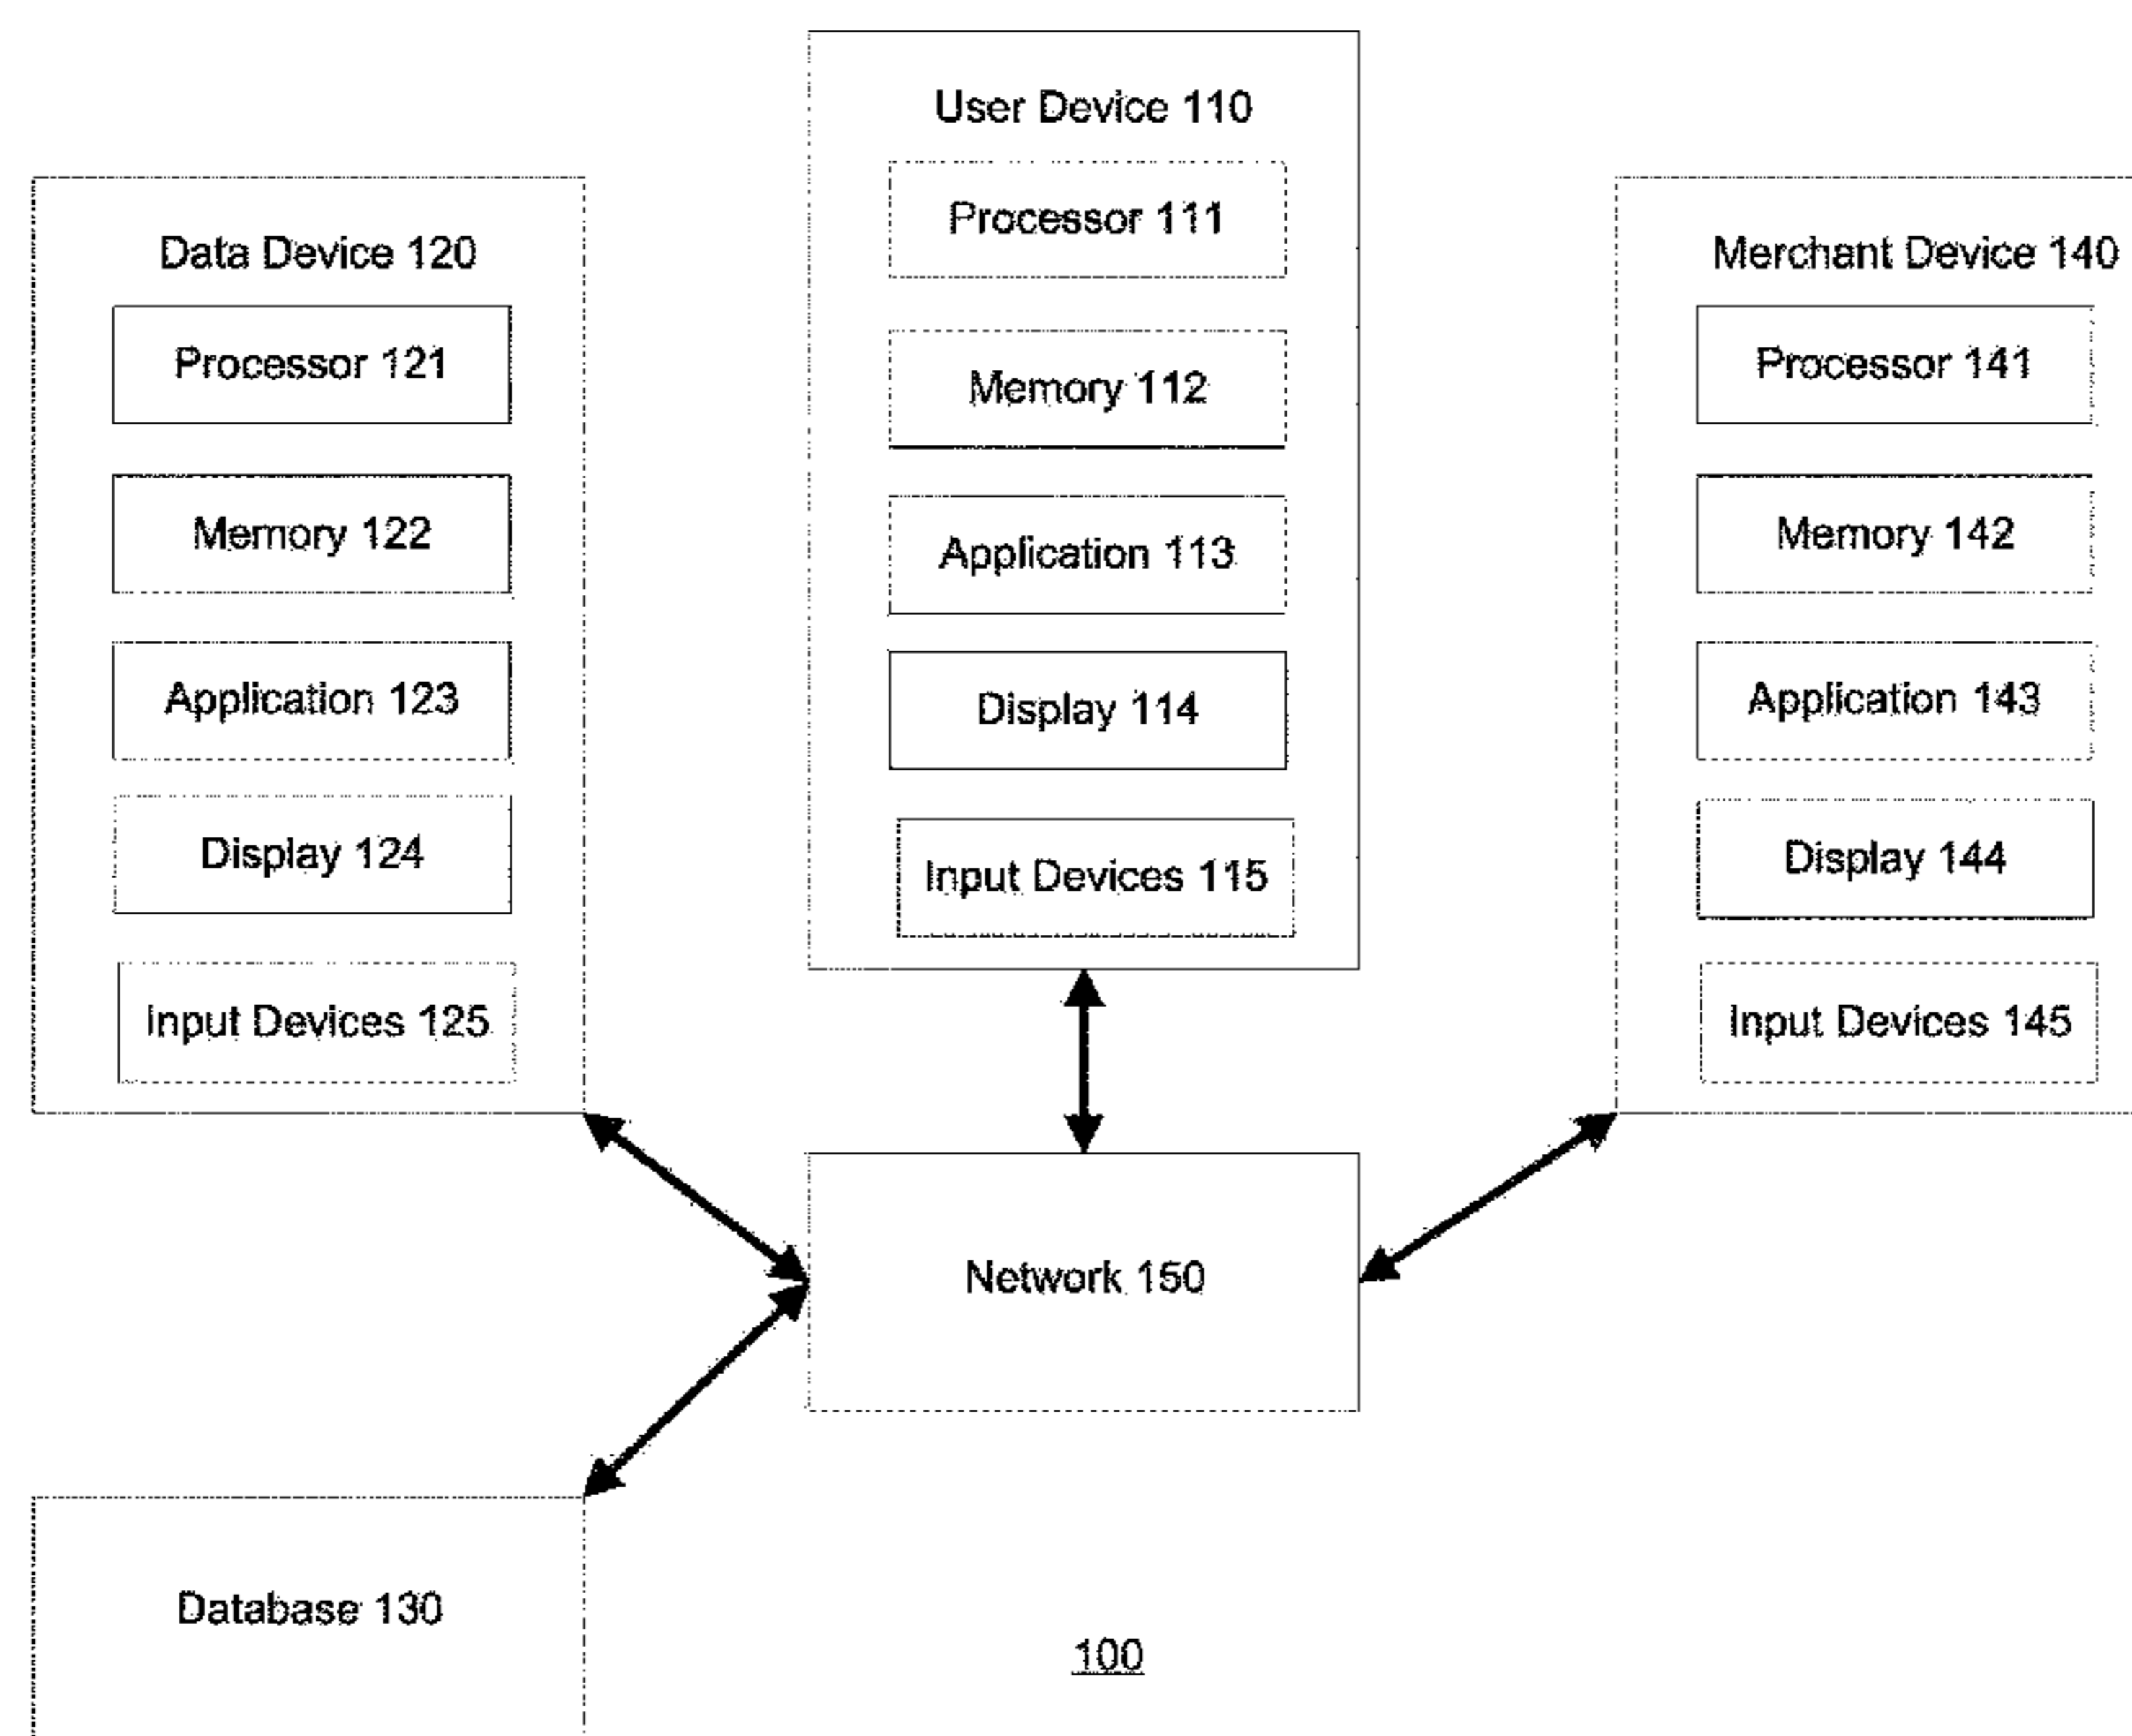 User Device 110
Processor 111
Memory 112
Application 113
Display 114
Input Devices 115
Data Device 120
Processor 121
Memory 122
Application 123
Display 124
Input Devices 125
Merchant Device 140
Processor 141
Memory 142
Application 143
Display 144
Input Devices 145
Network 150
Database 130
100